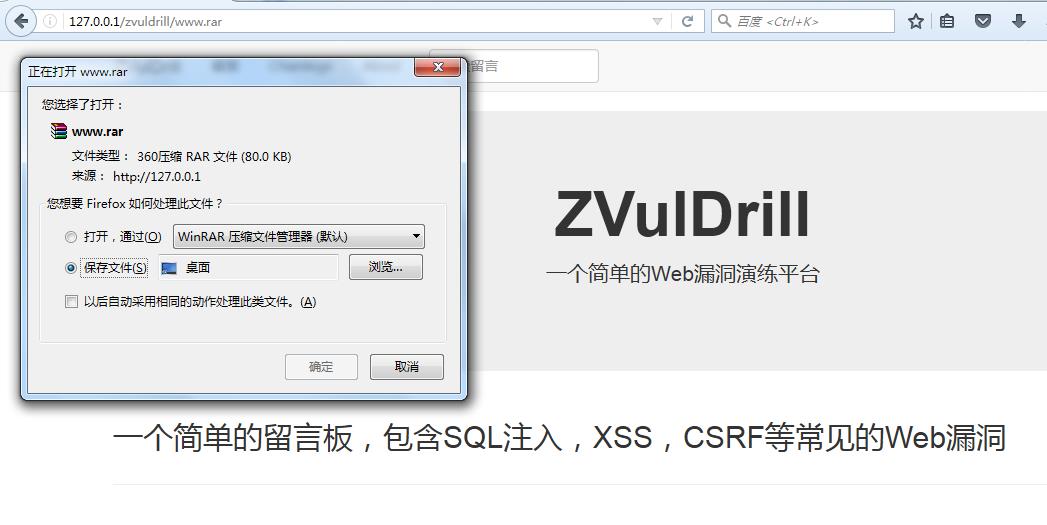 127.0.0.1/zvuldrill/www.rar
百度 <Ctrl+K>
正在打开 www.rar
留言
您选择了打开：
www.rar
文件类型： 360压缩 RAR 文件 (80.0 KB)
来源： http://127.0.0.1
您想要 Firefox 如何处理此文件？
打开，通过(O) WinRAR 压缩文件管理器 (默认)
保存文件(S) 桌面 浏览...
以后自动采用相同的动作处理此类文件。(A)
确定 取消
ZVulDrill
一个简单的Web漏洞演练平台
一个简单的留言板，包含SQL注入，XSS，CSRF等常见的Web漏洞